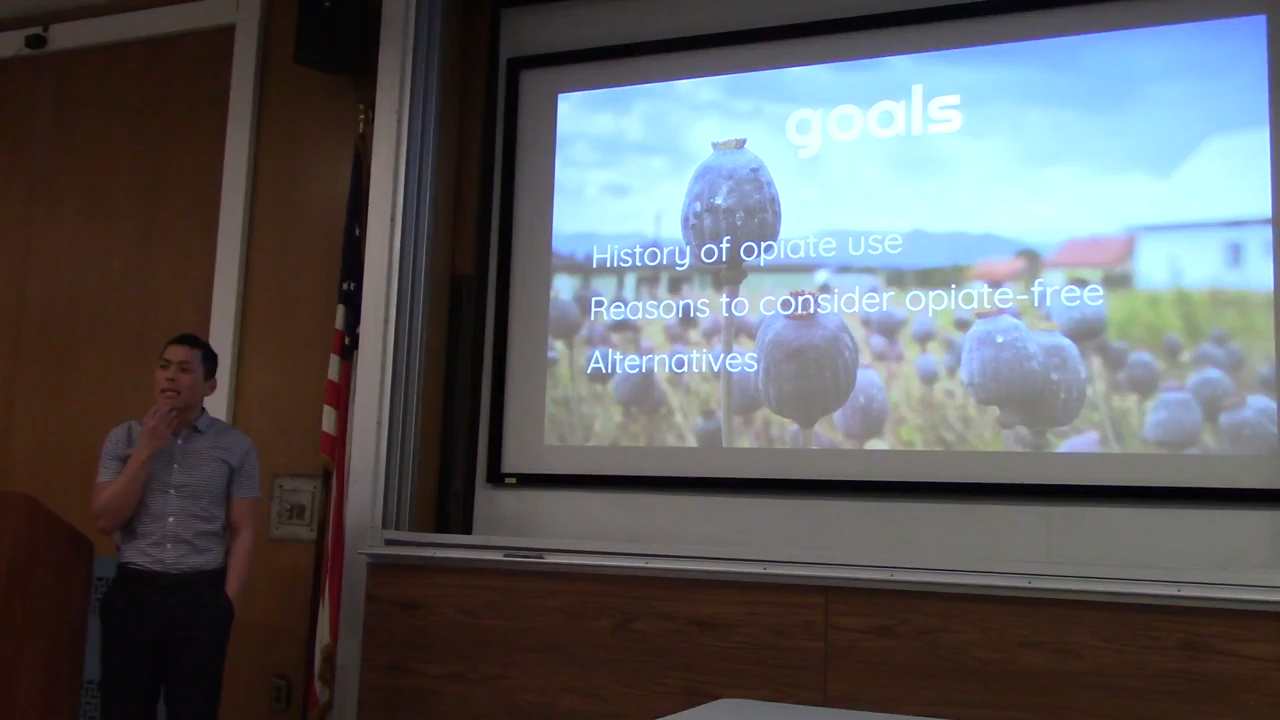 goals
History of opiate use
Reasons to consider opiate-free
Alternatives